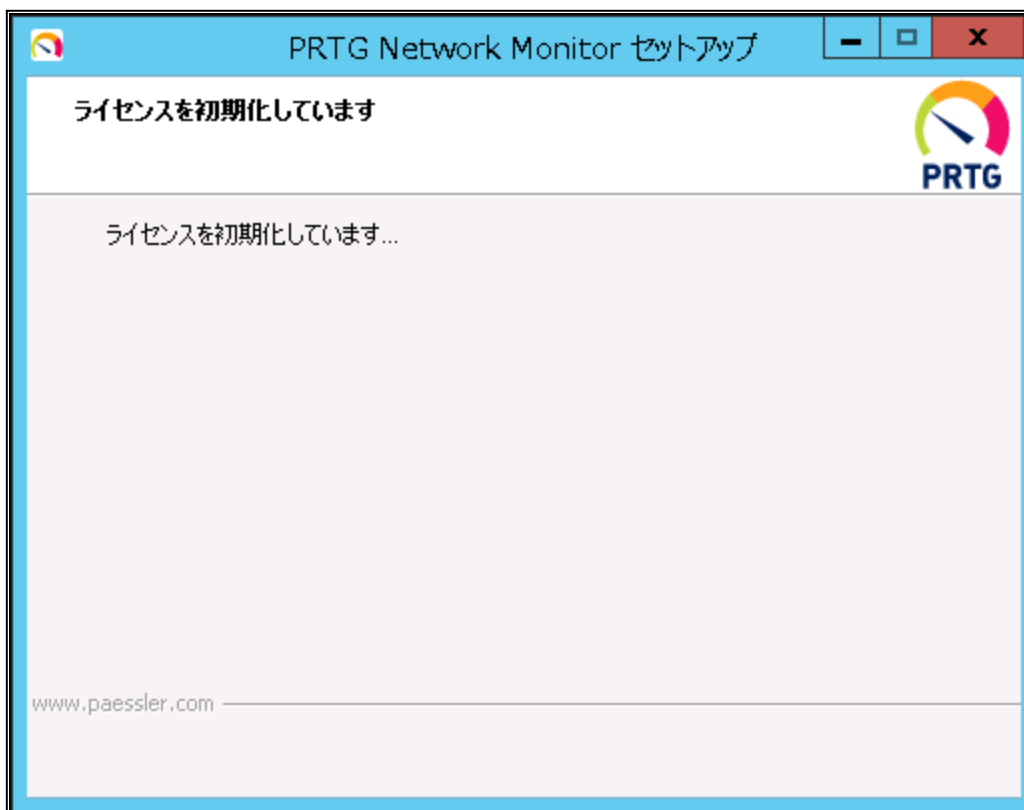 PRTG Network Monitor セットアップ
ライセンスを初期化しています
PRTG
ライセンスを初期化しています...
www.paessler.com